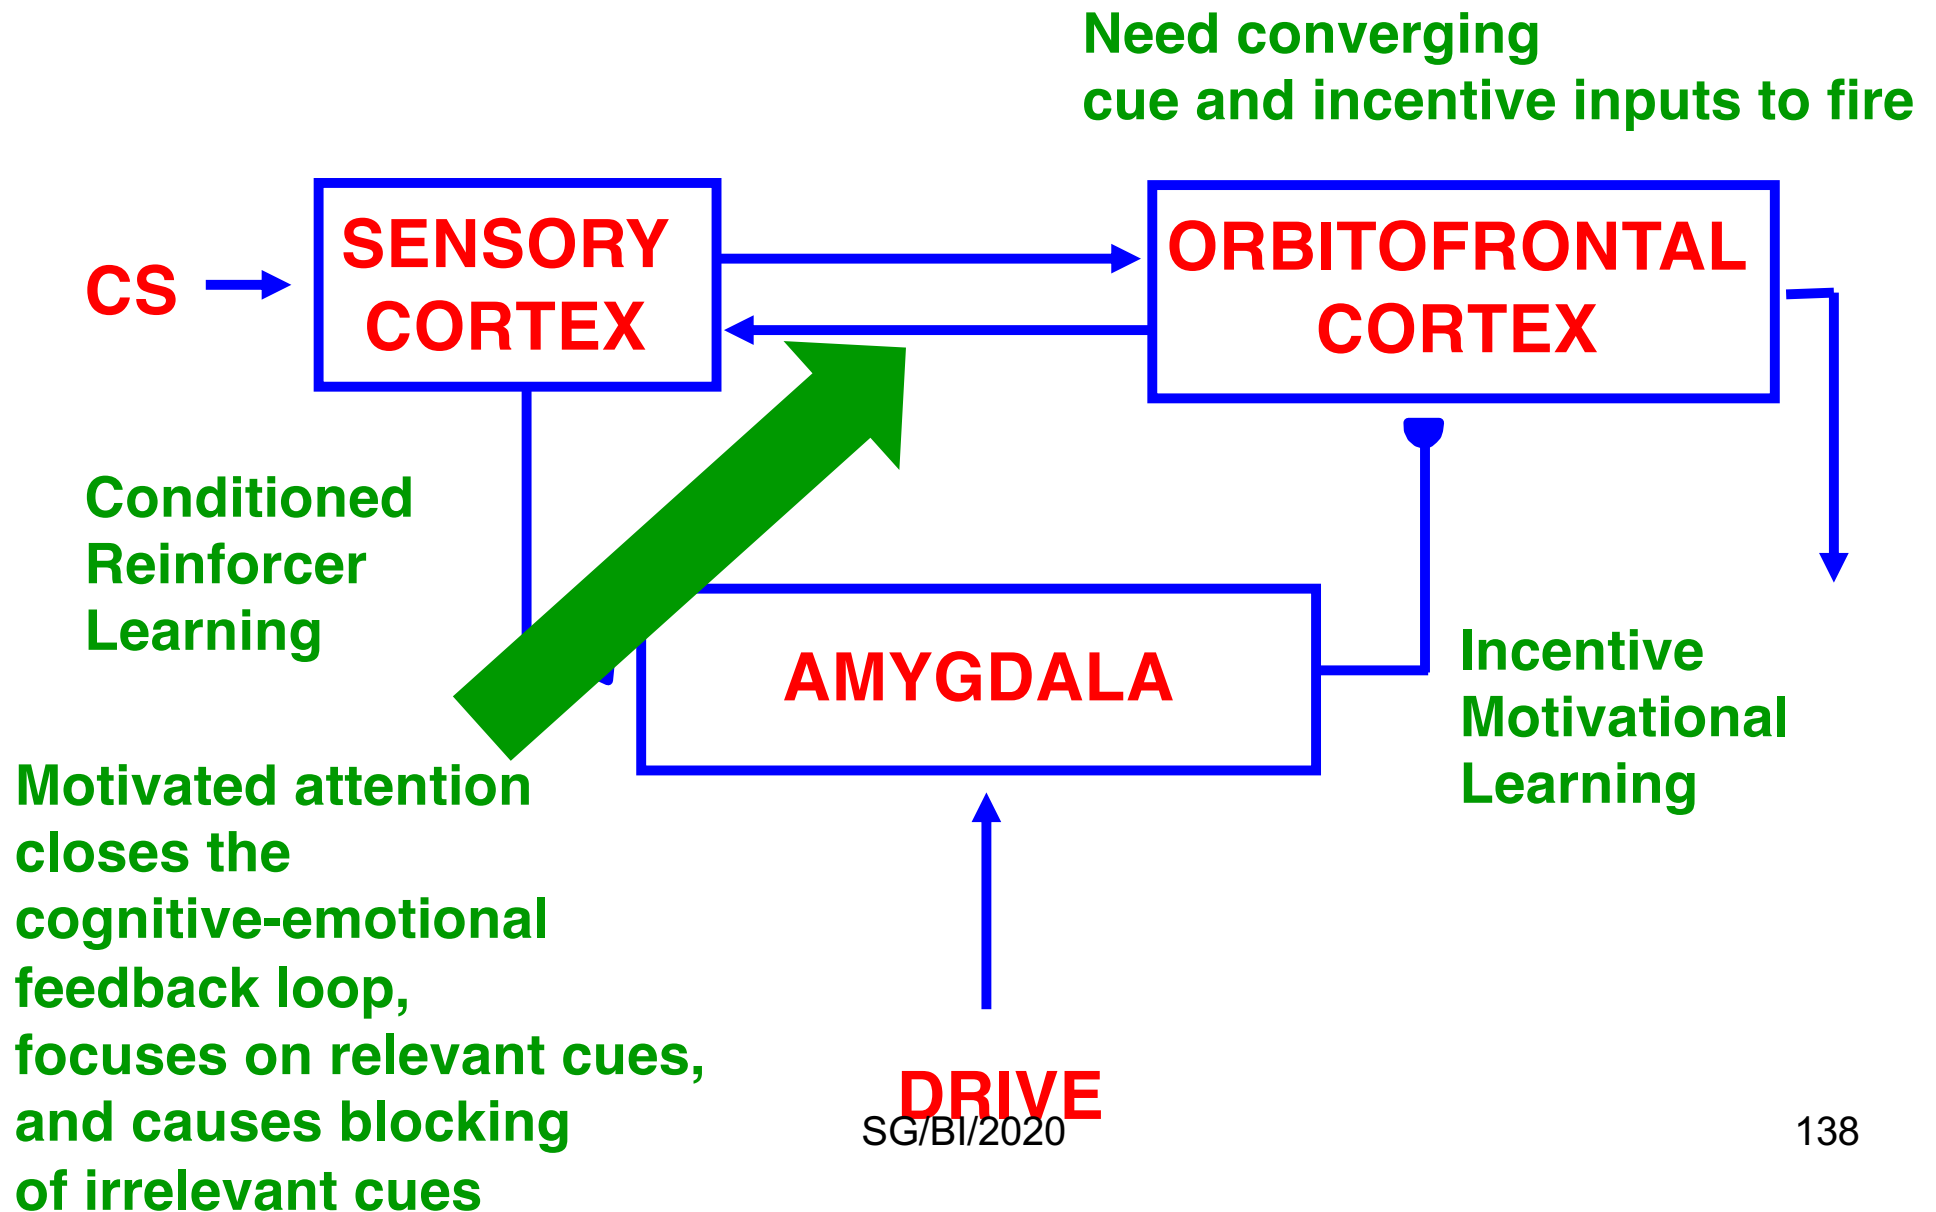 Need converging
cue and incentive inputs to fire
CS
SENSORY
CORTEX
ORBITOFRONTAL
CORTEX
Conditioned
Reinforcer
Learning
AMYGDALA
Incentive
Motivational
Learning
Motivated attention
closes the
cognitive-emotional
feedback loop,
focuses on relevant cues,
and causes blocking
of irrelevant cues
DRIVE
SG/BI/2020
138